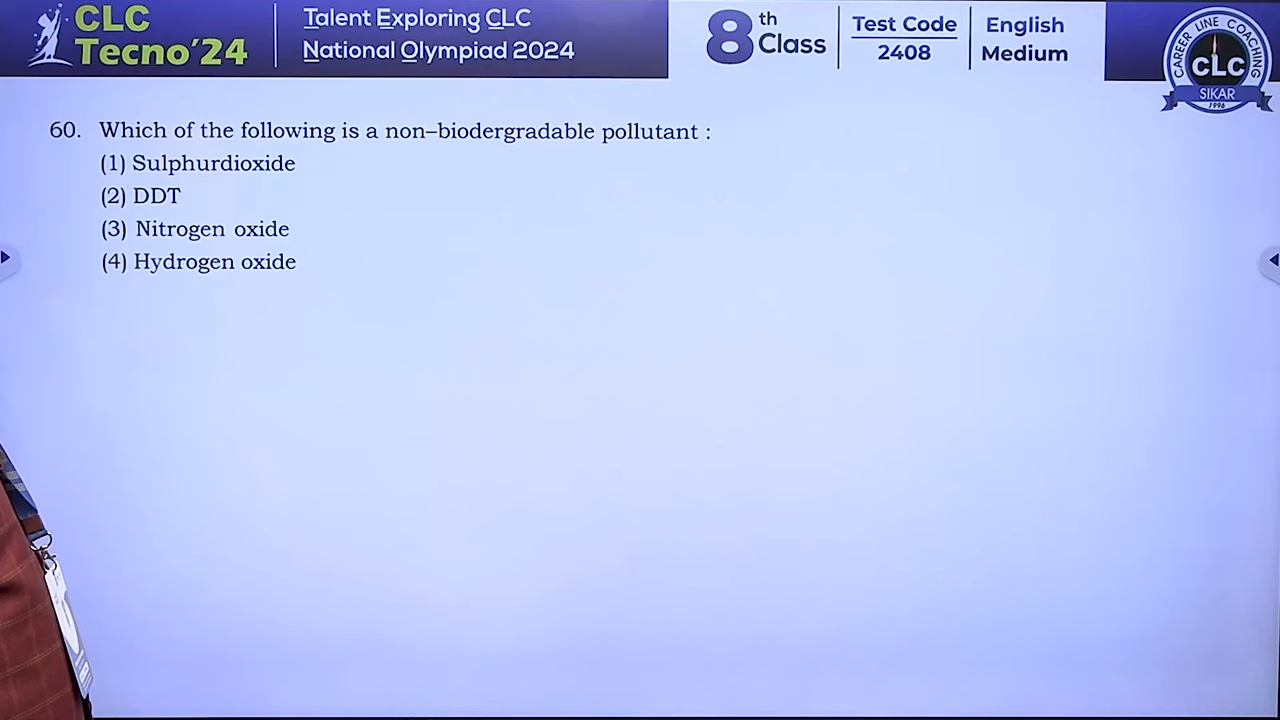 CLC
Tecno'24
Talent Exploring CLC
National Olympiad 2024
8th Class
Test Code
2408
English
Medium
CAREER LINE COACHING
CLC
SIKAR
1996
60. Which of the following is a non–biodergradable pollutant :
(1) Sulphurdioxide
(2) DDT
(3) Nitrogen oxide
(4) Hydrogen oxide